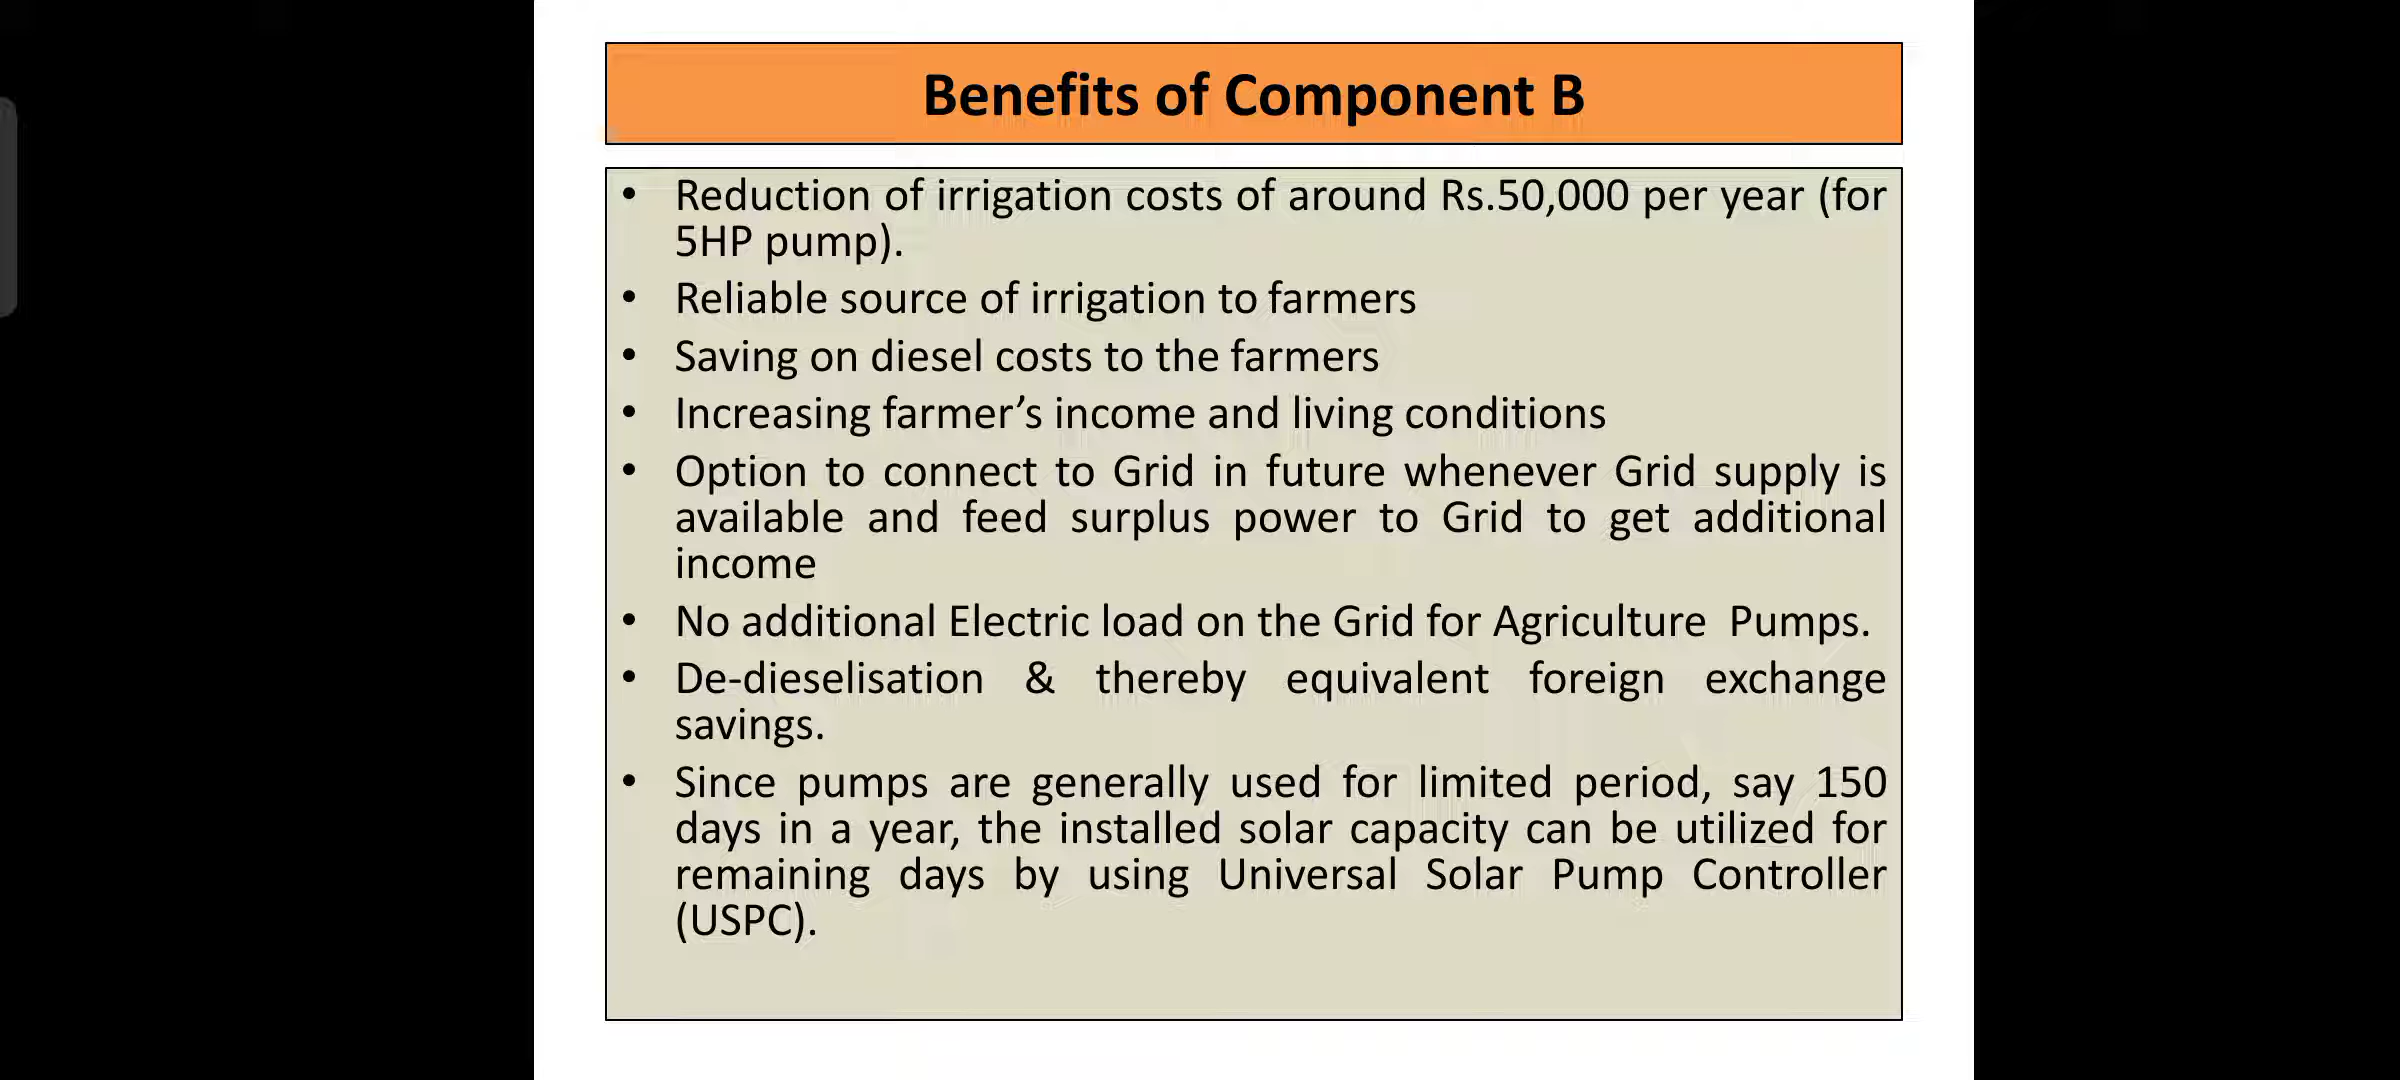 Benefits of Component B
• Reduction of irrigation costs of around Rs.50,000 per year (for
5HP pump).
• Reliable source of irrigation to farmers
• Saving on diesel costs to the farmers
• Increasing farmer’s income and living conditions
• Option to connect to Grid in future whenever Grid supply is
available and feed surplus power to Grid to get additional
income
• No additional Electric load on the Grid for Agriculture  Pumps.
• De-dieselisation & thereby equivalent foreign exchange
savings.
• Since pumps are generally used for limited period, say 150
days in a year, the installed solar capacity can be utilized for
remaining days by using Universal Solar Pump Controller
(USPC).